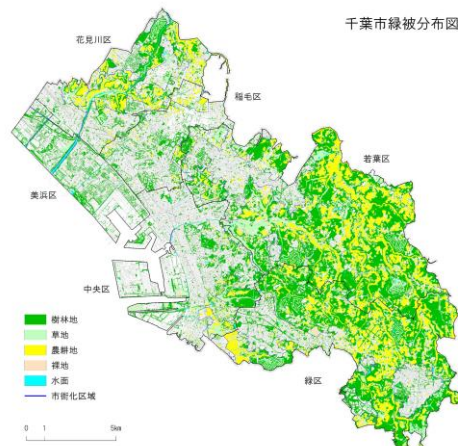 千葉市緑被分布図
花見川区
稲毛区
若葉区
美浜区
中央区
緑区
樹林地
草地
農耕地
裸地
水面
市街化区域
0 1 5km